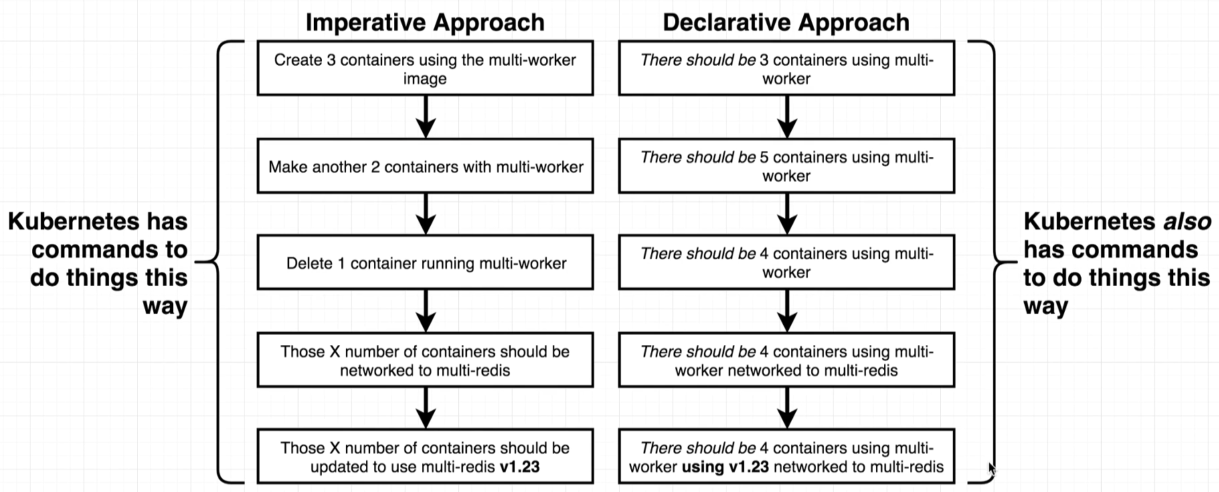 Imperative Approach
Create 3 containers using the multi-worker
image
Make another 2 containers with multi-worker
Delete 1 container running multi-worker
Those X number of containers should be
networked to multi-redis
Those X number of containers should be
updated to use multi-redis v1.23
Declarative Approach
There should be 3 containers using multi-
worker
There should be 5 containers using multi-
worker
There should be 4 containers using multi-
worker
There should be 4 containers using multi-
worker networked to multi-redis
There should be 4 containers using multi-
worker using v1.23 networked to multi-redis
Kubernetes has
commands to
do things this
way
Kubernetes also
has commands
to do things this
way